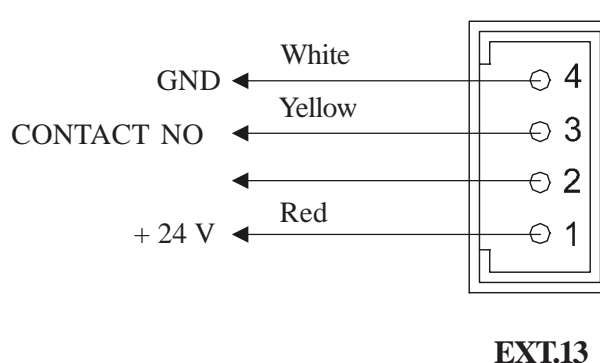 White
GND 4
Yellow
CONTACT NO 3
2
Red
+ 24 V 1
EXT.13